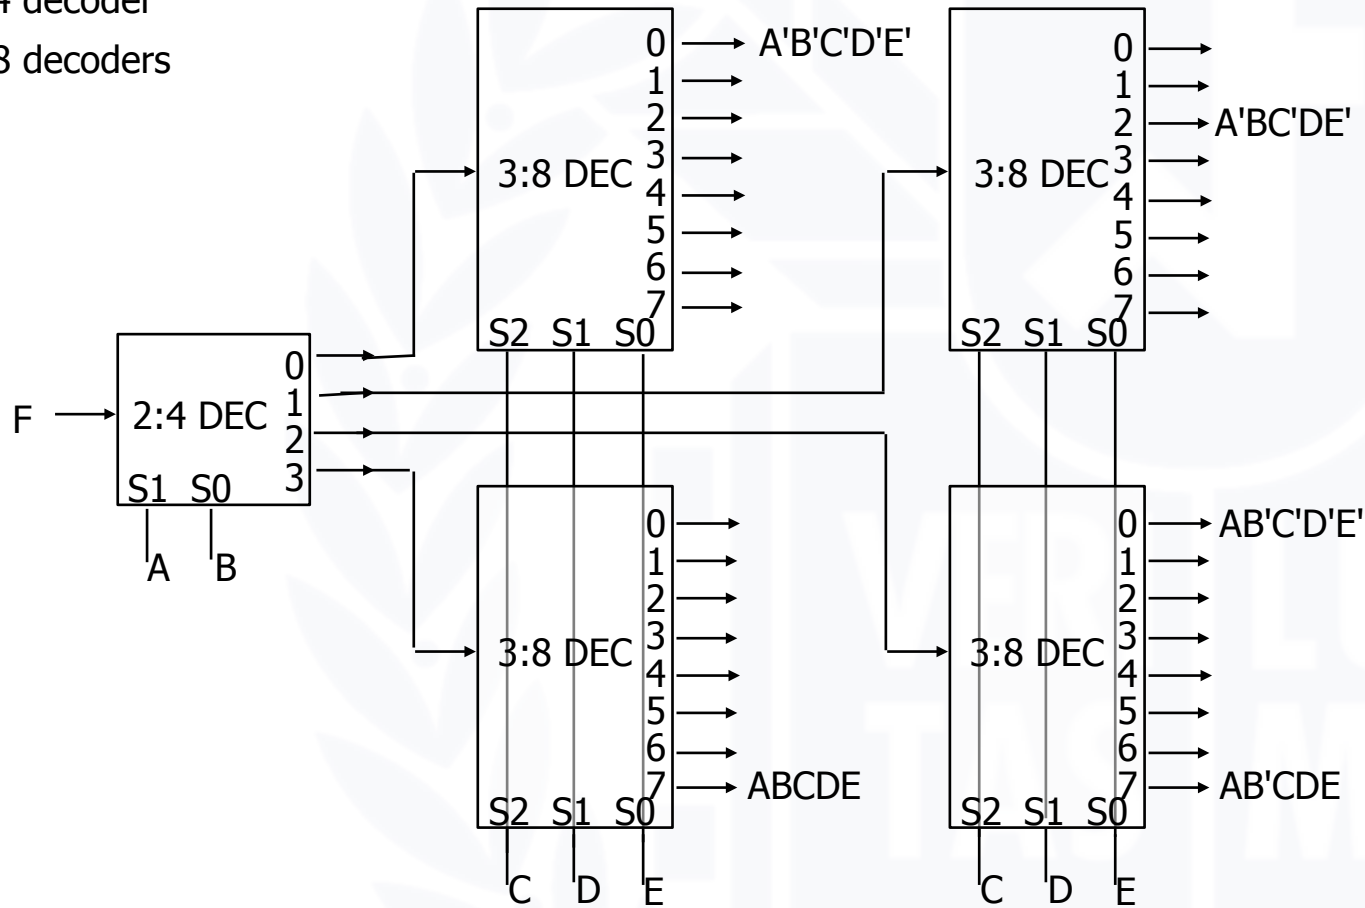 4 decoder
8 decoders
0
A'B'C'D'E'
1
2
3
4
5
6
7
3:8 DEC
S2 S1 S0
0
1
2
A'BC'DE'
3
4
5
6
7
3:8 DEC
S2 S1 S0
F
2:4 DEC
0
1
2
3
S1 S0
A B
0
1
2
3
4
5
6
7
ABCDE
3:8 DEC
S2 S1 S0
C D E
0
AB'C'D'E'
1
2
3
4
5
6
7
AB'CDE
3:8 DEC
S2 S1 S0
C D E